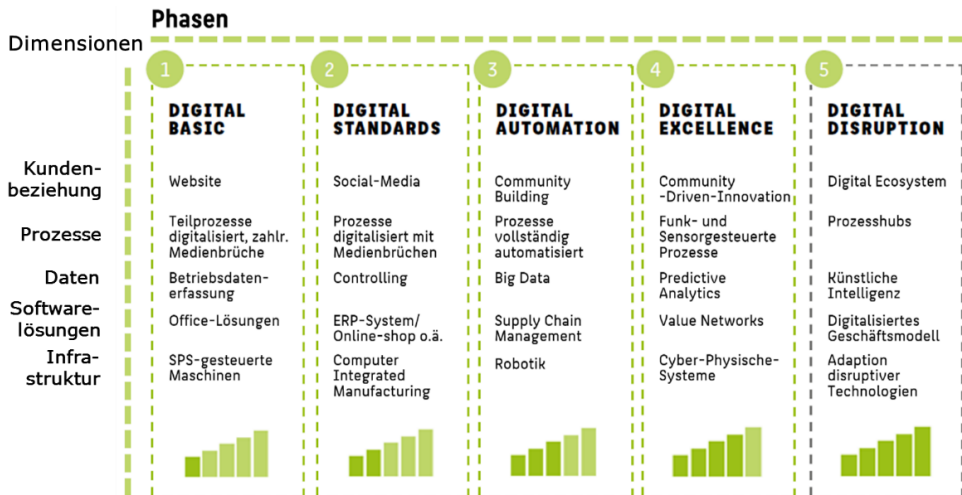 Phasen
Dimensionen
1
2
3
4
5
DIGITAL
BASIC
DIGITAL
STANDARDS
DIGITAL
AUTOMATION
DIGITAL
EXCELLENCE
DIGITAL
DISRUPTION
Kunden-
beziehung
Website
Social-Media
Community
Building
Community
-Driven-Innovation
Digital Ecosystem
Prozesse
Teilprozesse
digitalisiert, zahlr.
Medienbrüche
Prozesse
digitalisiert mit
Medienbrüchen
Prozesse
vollständig
automatisiert
Funk- und
Sensorgesteuerte
Prozesse
Prozesshubs
Daten
Betriebsdaten-
erfassung
Controlling
Big Data
Predictive
Analytics
Künstliche
Intelligenz
Software-
lösungen
Office-Lösungen
ERP-System/
Online-shop o.ä.
Supply Chain
Management
Value Networks
Digitalisiertes
Geschäftsmodell
Infra-
struktur
SPS-gesteuerte
Maschinen
Computer
Integrated
Manufacturing
Robotik
Cyber-Physische-
Systeme
Adaption
disruptiver
Technologien